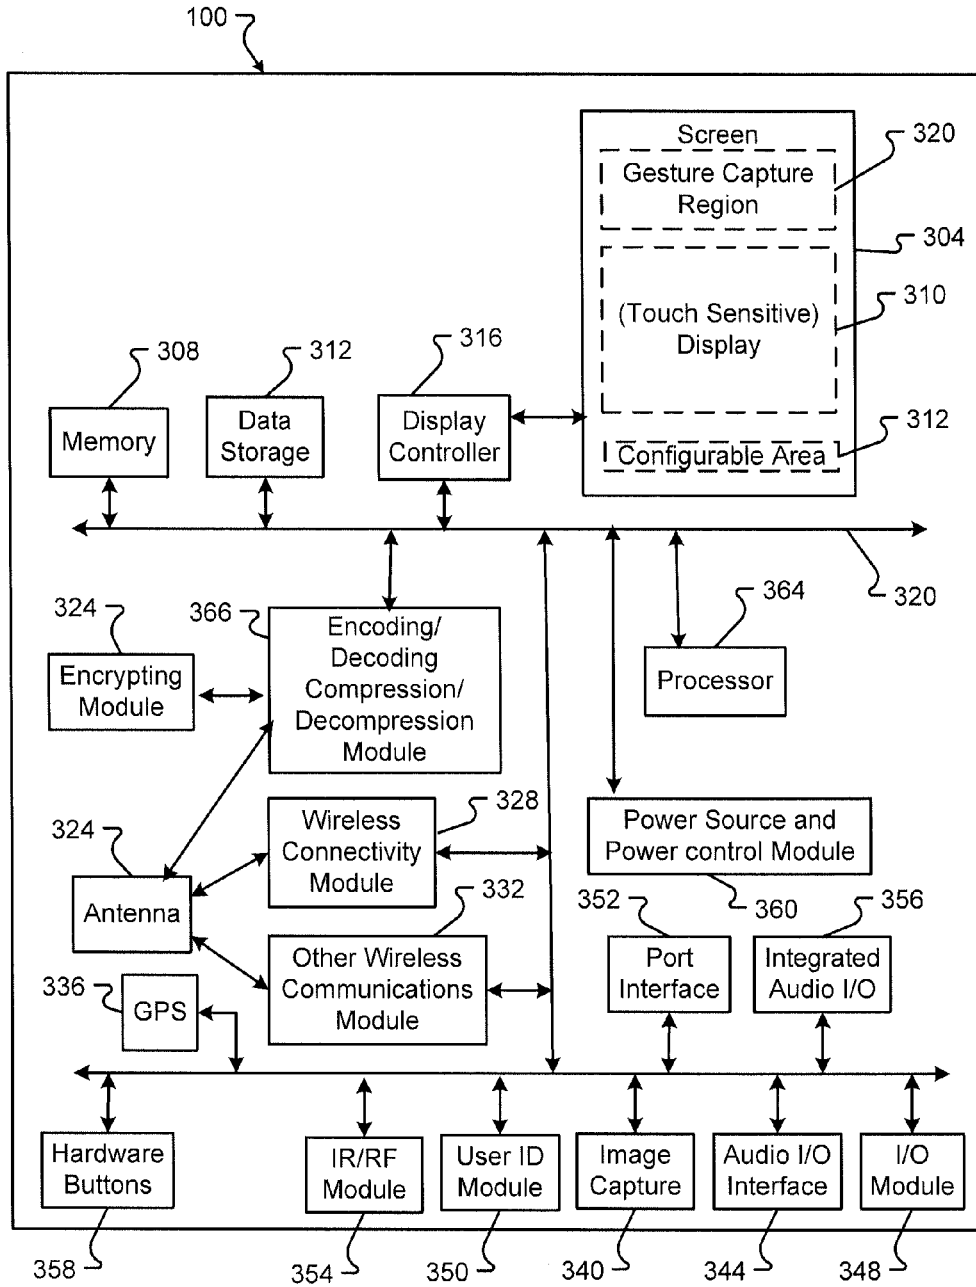 100
Screen
320
Gesture Capture
Region
304
310
(Touch Sensitive)
Display
308
312
316
Memory
Data
Storage
Display
Controller
312
Configurable Area
320
324
366
364
Encrypting
Module
Encoding/
Decoding
Compression/
Decompression
Module
Processor
324
Wireless
Connectivity
Module
328
Power Source and
Power control Module
Antenna
332
352
360
356
336
GPS
Other Wireless
Communications
Module
Port
Interface
Integrated
Audio I/O
Hardware
Buttons
IR/RF
Module
User ID
Module
Image
Capture
Audio I/O
Interface
I/O
Module
358
354
350
340
344
348